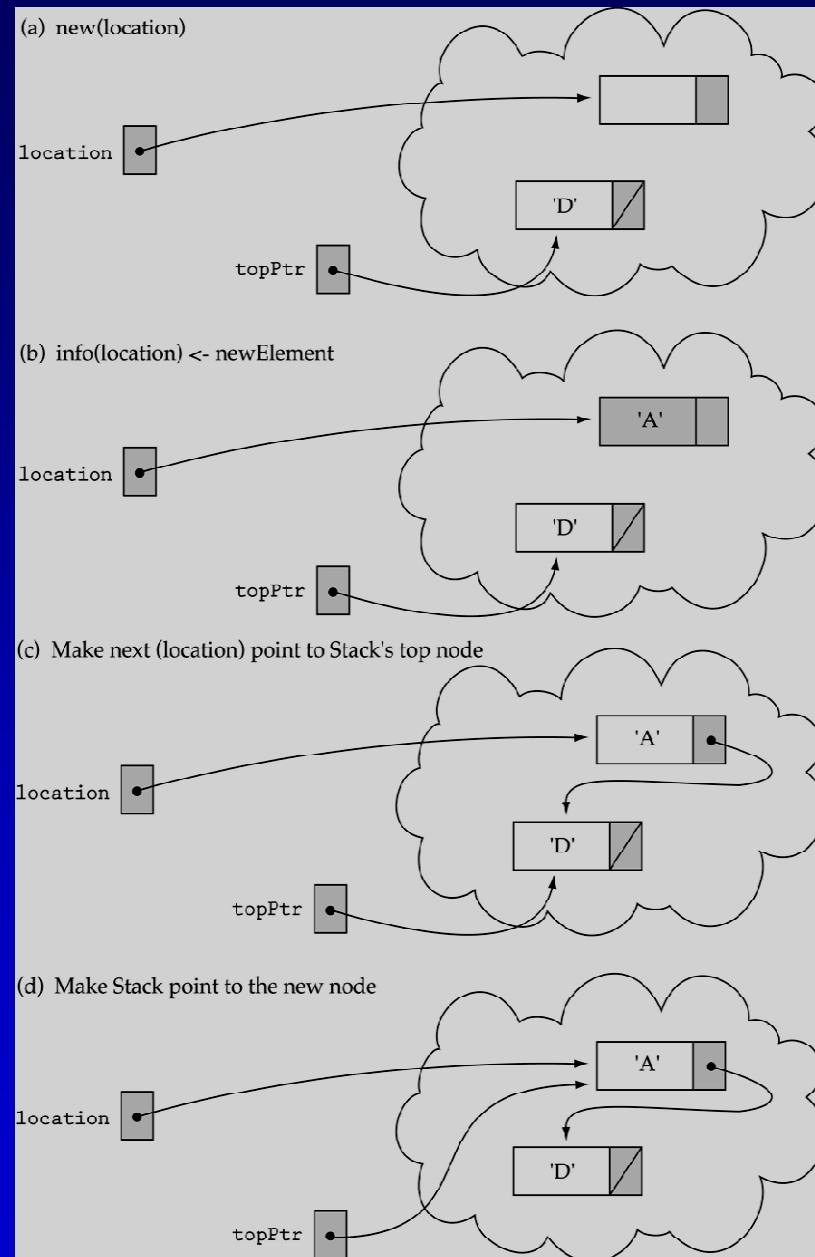 (a) new(location)
location
'D'
topPtr
(b) info(location) <- newElement
'A'
location
'D'
topPtr
(c) Make next (location) point to Stack's top node
'A'
location
'D'
topPtr
(d) Make Stack point to the new node
'A'
location
'D'
topPtr